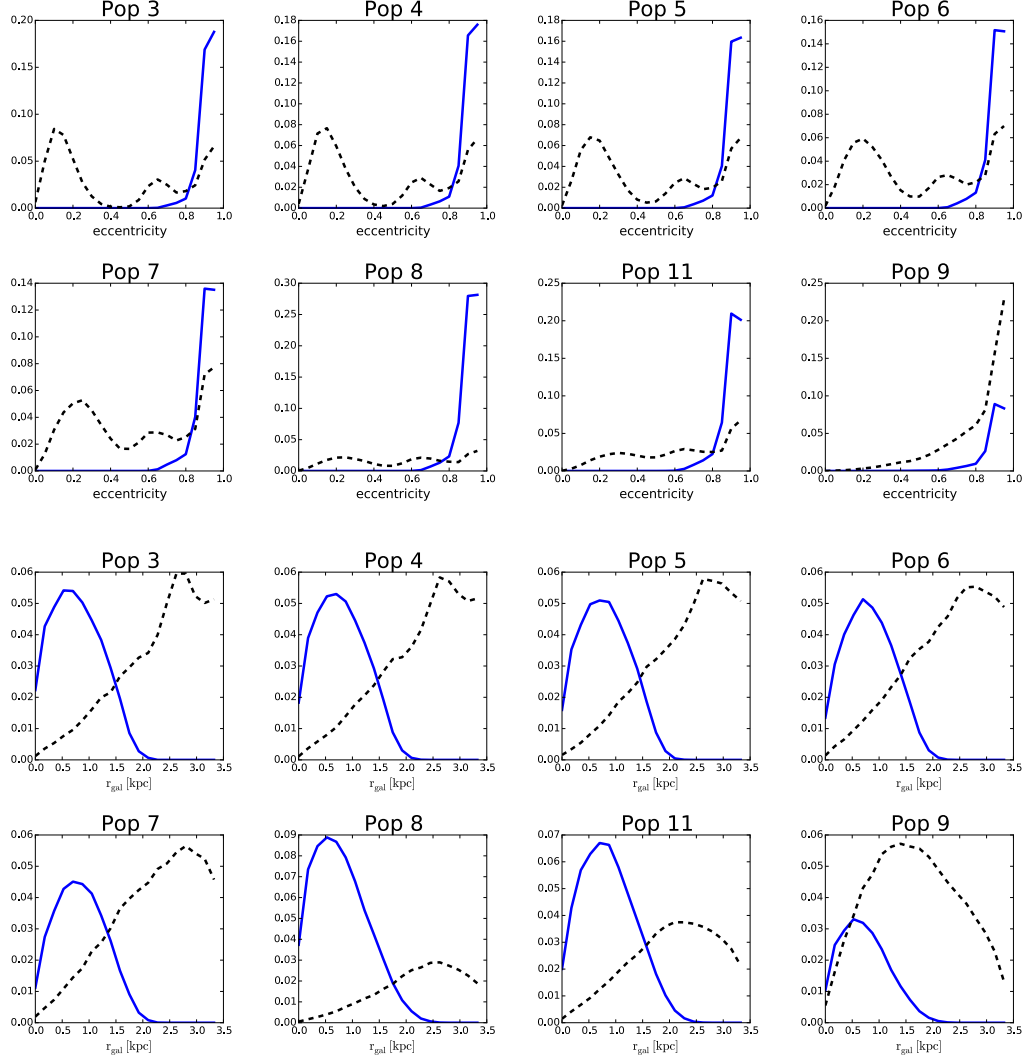 Pop 3 Pop 4 Pop 5 Pop 6
0.20 0.18 0.18 0.16
0.16 0.16 0.14
0.15 0.14 0.14 0.12
0.12 0.12 0.10
0.10 0.10 0.10 0.08
0.08 0.08 0.06
0.05 0.06 0.06 0.04
0.04 0.04 0.02
0.02 0.02
0.00 0.00 0.00 0.00
0.0 0.2 0.4 0.6 0.8 1.0 0.0 0.2 0.4 0.6 0.8 1.0 0.0 0.2 0.4 0.6 0.8 1.0 0.0 0.2 0.4 0.6 0.8 1.0
eccentricity eccentricity eccentricity eccentricity
Pop 7 Pop 8 Pop 11 Pop 9
0.14 0.30 0.25 0.25
0.12 0.25 0.20 0.20
0.10 0.20 0.15 0.15
0.08 0.15 0.10 0.10
0.06 0.10 0.05 0.05
0.04 0.05
0.02
0.00 0.00 0.00 0.00
0.0 0.2 0.4 0.6 0.8 1.0 0.0 0.2 0.4 0.6 0.8 1.0 0.0 0.2 0.4 0.6 0.8 1.0 0.0 0.2 0.4 0.6 0.8 1.0
eccentricity eccentricity eccentricity eccentricity
Pop 3 Pop 4 Pop 5 Pop 6
0.06 0.06 0.06 0.06
0.05 0.05 0.05 0.05
0.04 0.04 0.04 0.04
0.03 0.03 0.03 0.03
0.02 0.02 0.02 0.02
0.01 0.01 0.01 0.01
0.00 0.00 0.00 0.00
0.0 0.5 1.0 1.5 2.0 2.5 3.0 3.5 0.0 0.5 1.0 1.5 2.0 2.5 3.0 3.5 0.0 0.5 1.0 1.5 2.0 2.5 3.0 3.5 0.0 0.5 1.0 1.5 2.0 2.5 3.0 3.5
r_gal [kpc] r_gal [kpc] r_gal [kpc] r_gal [kpc]
Pop 7 Pop 8 Pop 11 Pop 9
0.06 0.09 0.07 0.06
0.05 0.08 0.06 0.05
0.04 0.07 0.05 0.04
0.03 0.06 0.04 0.03
0.02 0.05 0.03 0.02
0.01 0.04 0.02 0.01
0.03 0.01
0.02
0.01
0.00 0.00 0.00 0.00
0.0 0.5 1.0 1.5 2.0 2.5 3.0 3.5 0.0 0.5 1.0 1.5 2.0 2.5 3.0 3.5 0.0 0.5 1.0 1.5 2.0 2.5 3.0 3.5 0.0 0.5 1.0 1.5 2.0 2.5 3.0 3.5
r_gal [kpc] r_gal [kpc] r_gal [kpc] r_gal [kpc]